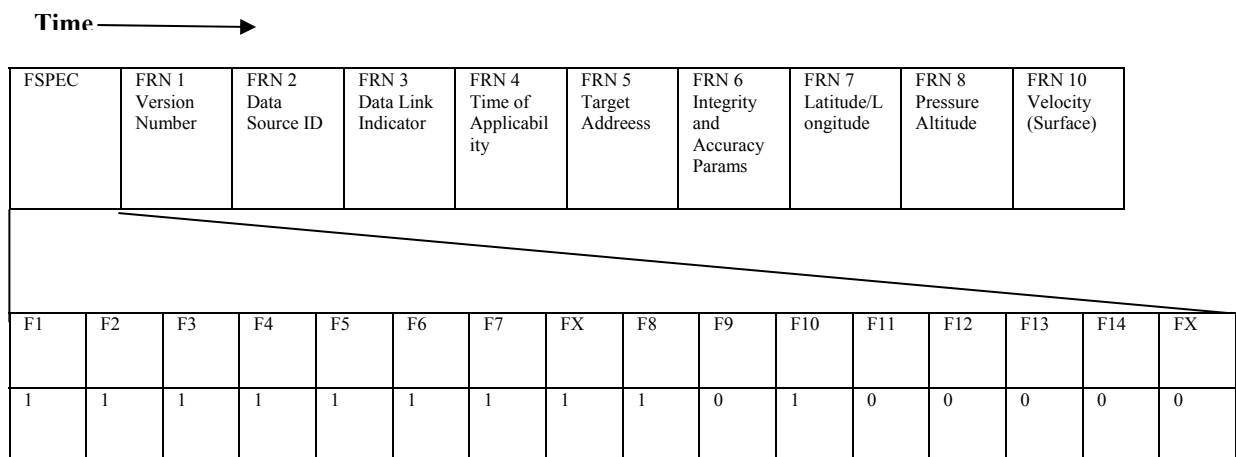 Time
FSPEC FRN 1 FRN 2 FRN 3 FRN 4 FRN 5 FRN 6 FRN 7 FRN 8 FRN 10
Version Data Data Link Time of Target Integrity Latitude/L Pressure Velocity
Number Source ID Indicator Applicabil Addreess and ongitude Altitude (Surface)
ity Accuracy
Params
F1 F2 F3 F4 F5 F6 F7 FX F8 F9 F10 F11 F12 F13 F14 FX
1 1 1 1 1 1 1 1 1 0 1 0 0 0 0 0